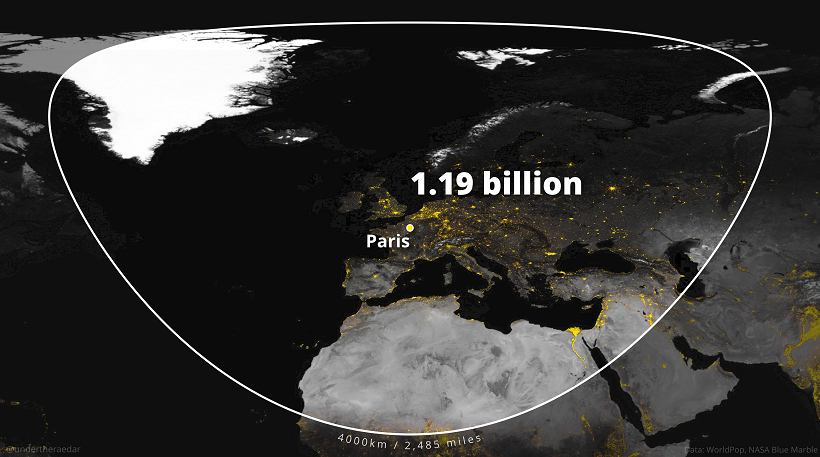 1.19 billion
Paris
4000km / 2,485 miles
@undertheraedar
Data: WorldPop, NASA Blue Marble